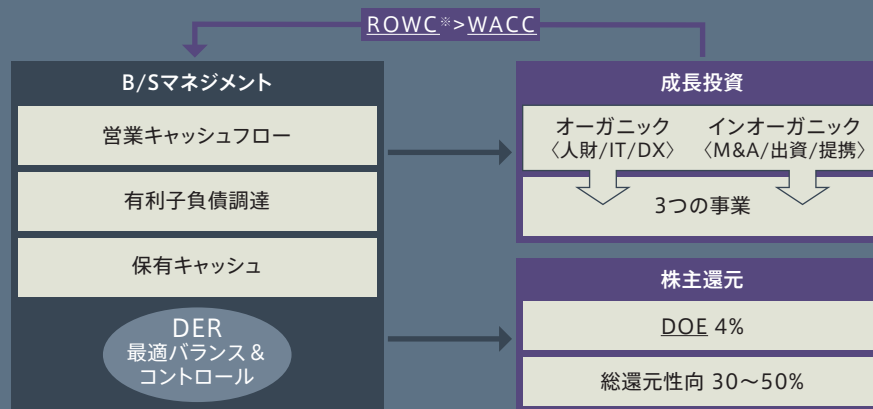 ROWC※>WACC
B/Sマネジメント
営業キャッシュフロー
有利子負債調達
保有キャッシュ
DER
最適バランス&
コントロール
成長投資
オーガニック
〈人財/IT/DX〉
インオーガニック
〈M&A/出資/提携〉
3つの事業
株主還元
DOE 4%
総還元性向 30〜50%